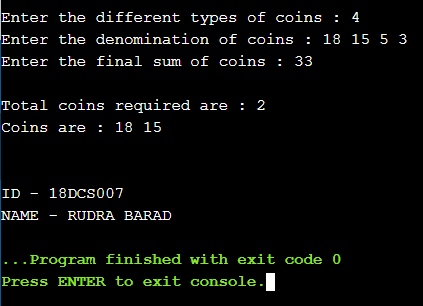 Enter the different types of coins : 4
Enter the denomination of coins : 18 15 5 3
Enter the final sum of coins : 33
Total coins required are : 2
Coins are : 18 15
ID - 18DCS007
NAME - RUDRA BARAD
...Program finished with exit code 0
Press ENTER to exit console.